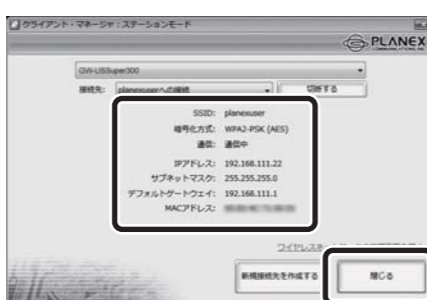 クライアント・マネージャ：ステーションモード
PLANEX
GW-USSuper300
接続先： planexuserへの接続 切断する
SSID: planexuser
暗号化方式: WPA2-PSK (AES)
通信: 通信中
IPアドレス: 192.168.111.22
サブネットマスク: 255.255.255.0
デフォルトゲートウェイ: 192.168.111.1
MACアドレス:
新規接続先を作成する 閉じる